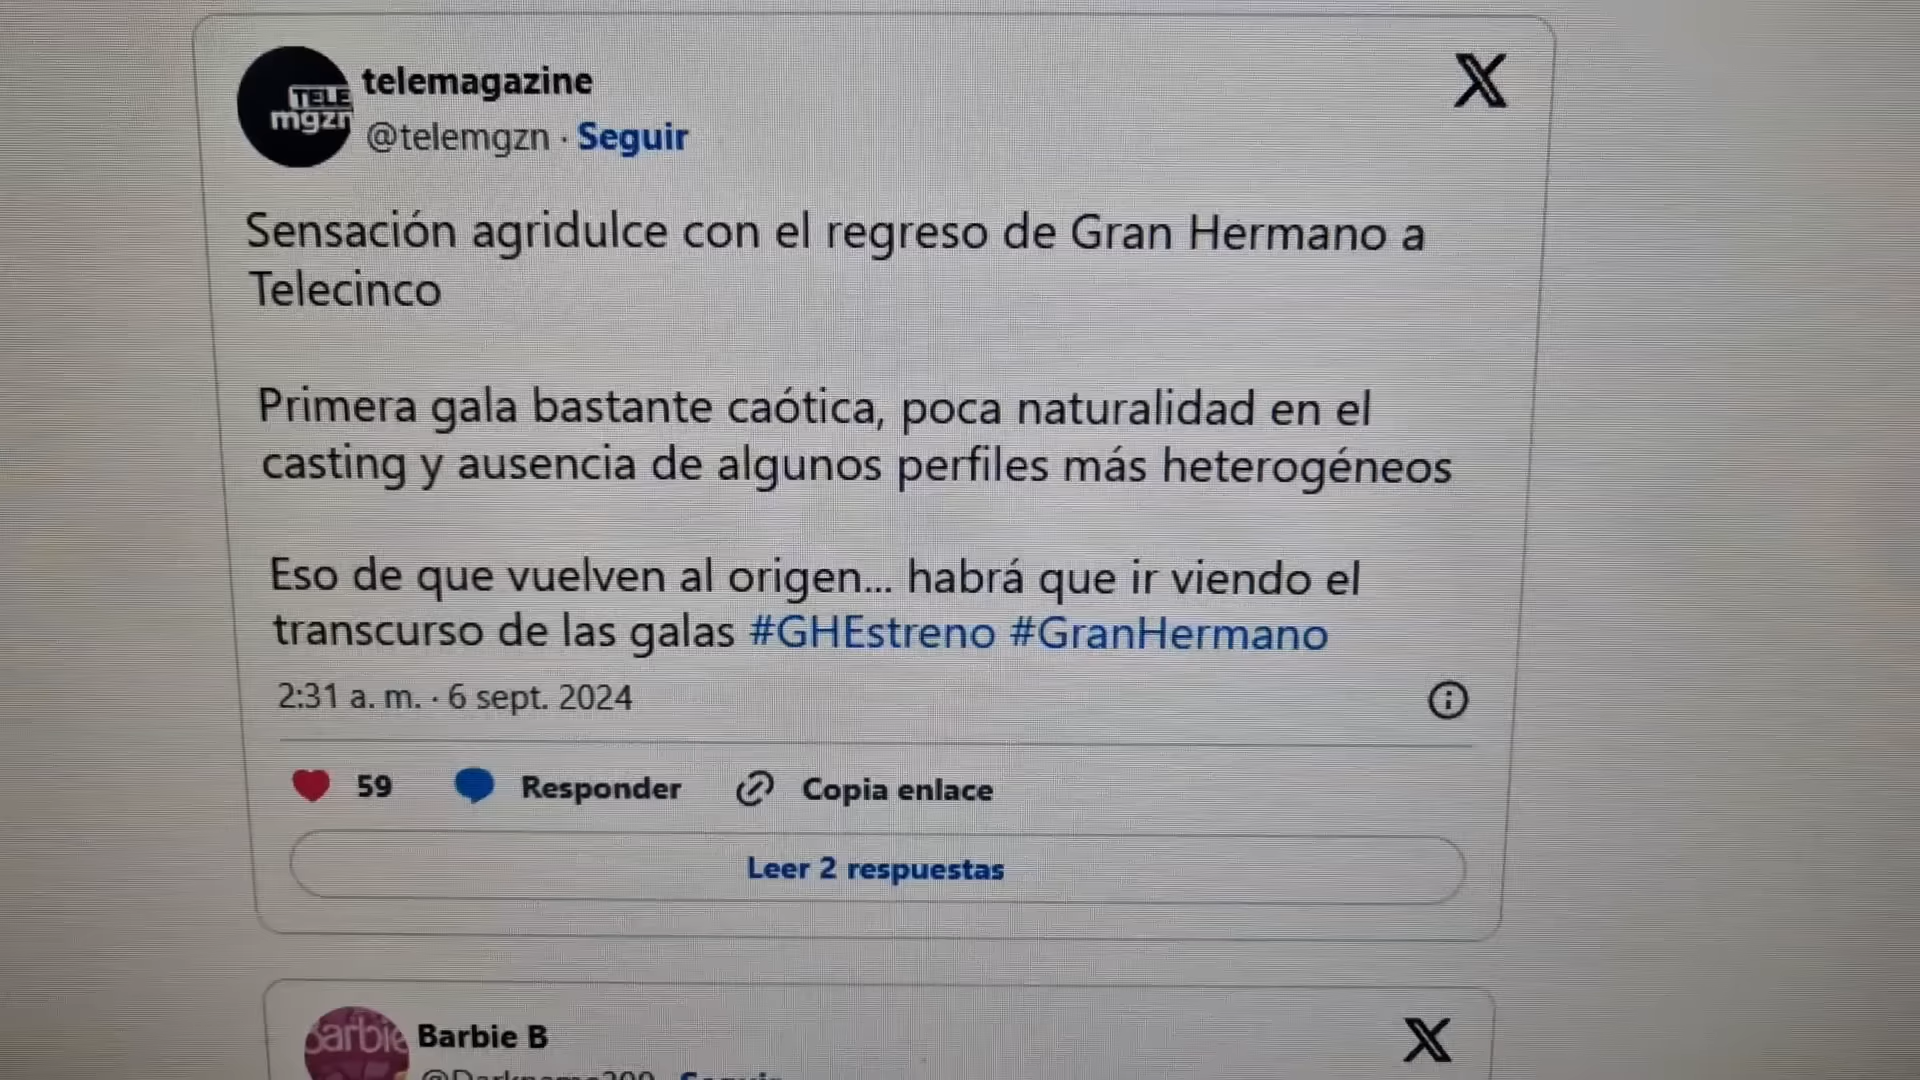 TELE
mgzn
telemagazine
@telemgzn · Seguir
X
Sensación agridulce con el regreso de Gran Hermano a
Telecinco
Primera gala bastante caótica, poca naturalidad en el
casting y ausencia de algunos perfiles más heterogéneos
Eso de que vuelven al origen... habrá que ir viendo el
transcurso de las galas #GHEstreno #GranHermano
2:31 a. m. · 6 sept. 2024
59 Responder Copia enlace
Leer 2 respuestas
Barbie
Barbie B
X